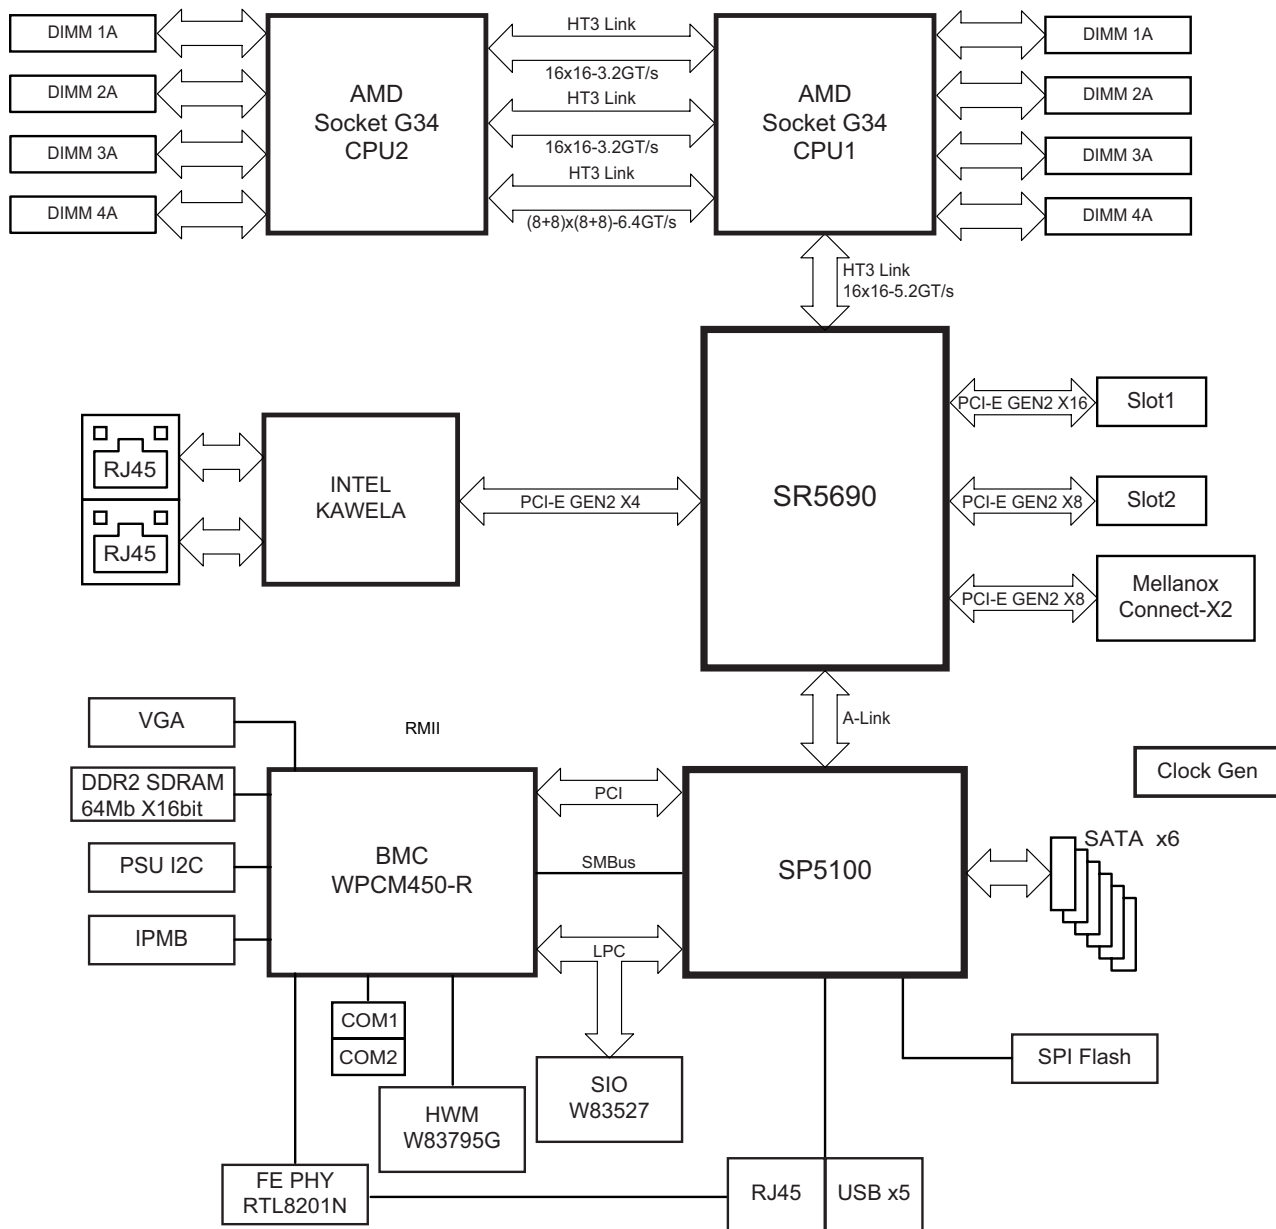 DIMM 1A
DIMM 2A
DIMM 3A
DIMM 4A
AMD
Socket G34
CPU2
HT3 Link
16x16-3.2GT/s
HT3 Link
16x16-3.2GT/s
HT3 Link
(8+8)x(8+8)-6.4GT/s
AMD
Socket G34
CPU1
DIMM 1A
DIMM 2A
DIMM 3A
DIMM 4A
HT3 Link
16x16-5.2GT/s
RJ45
RJ45
INTEL
KAWELA
PCI-E GEN2 X4
SR5690
PCI-E GEN2 X16
Slot1
PCI-E GEN2 X8
Slot2
PCI-E GEN2 X8
Mellanox
Connect-X2
A-Link
VGA
RMII
DDR2 SDRAM
64Mb X16bit
PSU I2C
IPMB
BMC
WPCM450-R
PCI
SMBus
LPC
SP5100
Clock Gen
SATA x6
COM1
COM2
HWM
W83795G
SIO
W83527
SPI Flash
FE PHY
RTL8201N
RJ45
USB x5